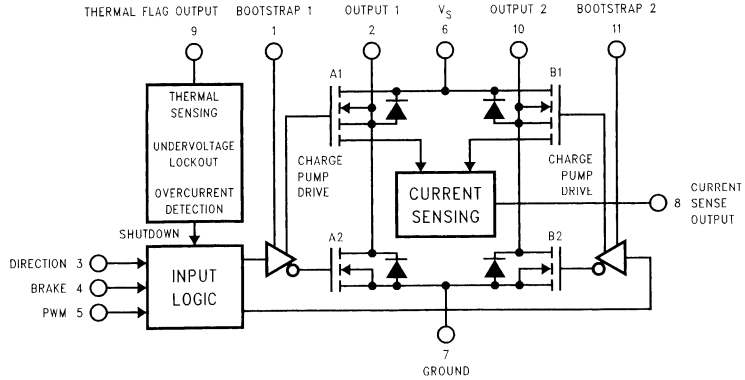 THERMAL FLAG OUTPUT
9
BOOTSTRAP 1
1
OUTPUT 1
2
VS
6
OUTPUT 2
10
BOOTSTRAP 2
11
THERMAL
SENSING
UNDERVOLTAGE
LOCKOUT
OVERCURRENT
DETECTION
A1
B1
CHARGE
PUMP
DRIVE
CURRENT
SENSING
CHARGE
PUMP
DRIVE
8
CURRENT
SENSE
OUTPUT
SHUTDOWN
A2
B2
DIRECTION 3
BRAKE 4
PWM 5
INPUT
LOGIC
7
GROUND